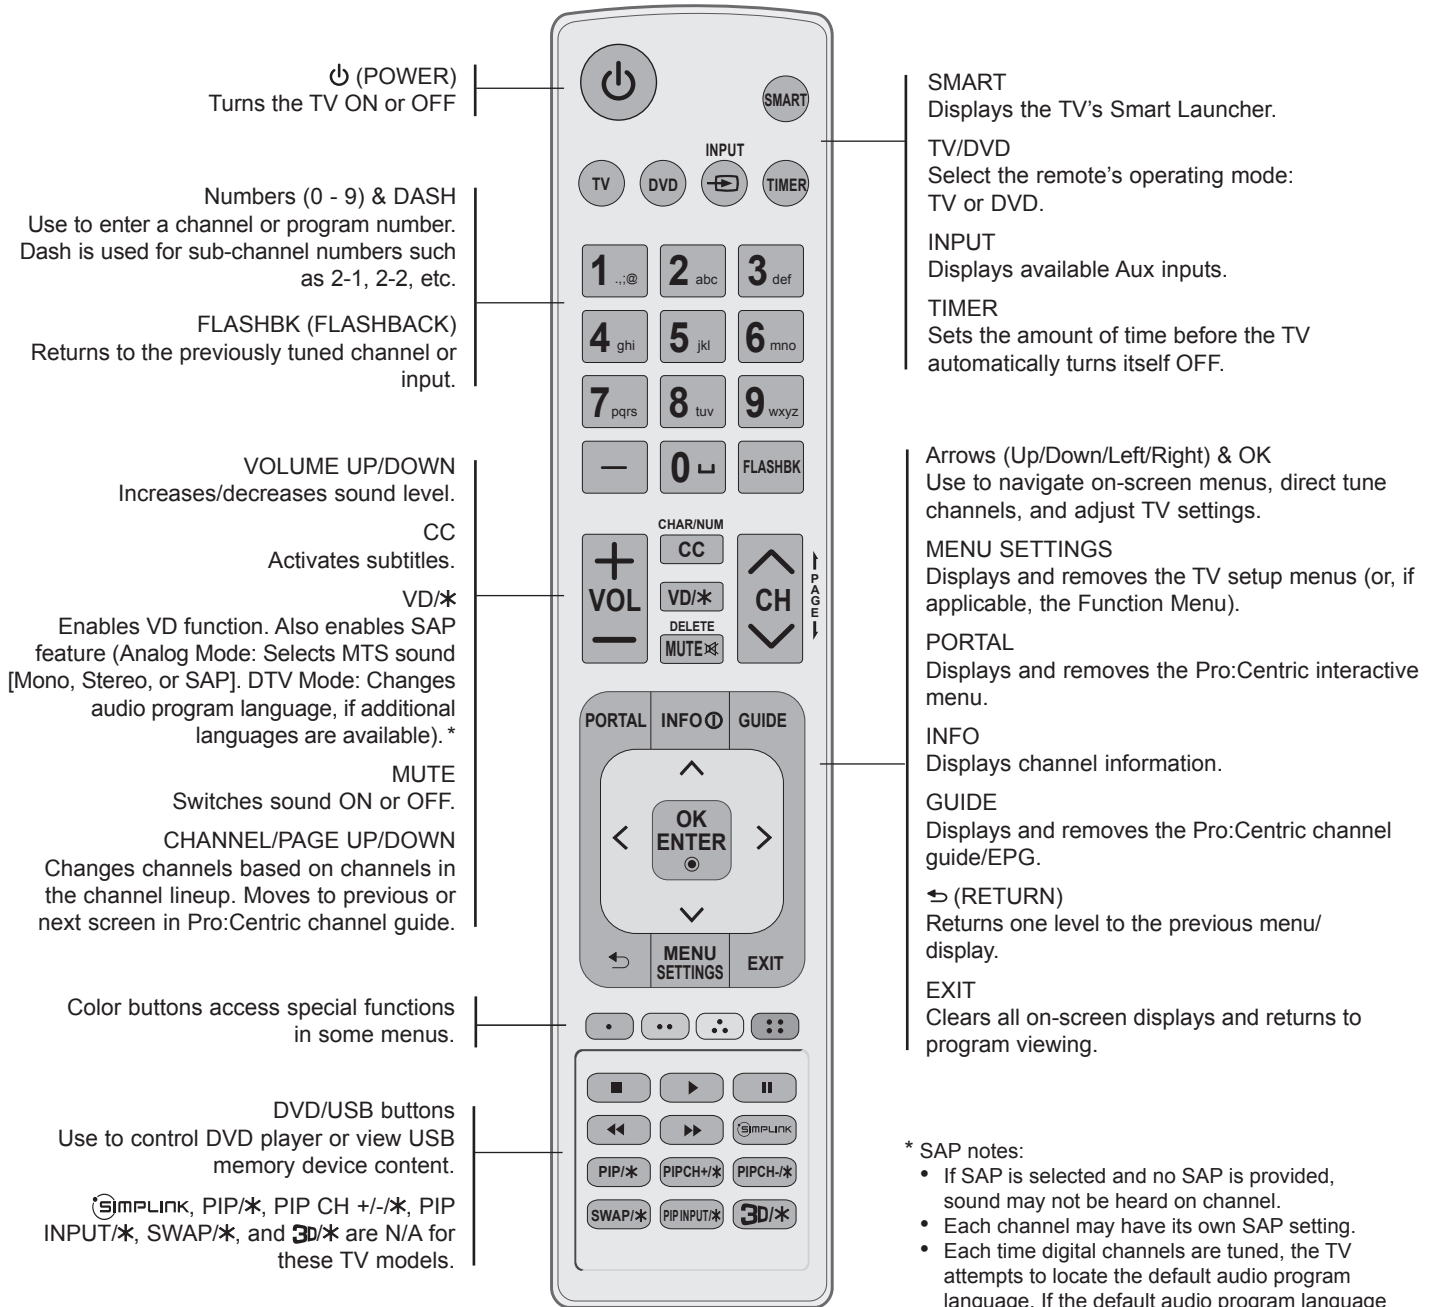 ⏻ (POWER)
Turns the TV ON or OFF
Numbers (0 - 9) & DASH
Use to enter a channel or program number.
Dash is used for sub-channel numbers such
as 2-1, 2-2, etc.
FLASHBK (FLASHBACK)
Returns to the previously tuned channel or
input.
VOLUME UP/DOWN
Increases/decreases sound level.
CC
Activates subtitles.
VD/*
Enables VD function. Also enables SAP
feature (Analog Mode: Selects MTS sound
[Mono, Stereo, or SAP]. DTV Mode: Changes
audio program language, if additional
languages are available). *
MUTE
Switches sound ON or OFF.
CHANNEL/PAGE UP/DOWN
Changes channels based on channels in
the channel lineup. Moves to previous or
next screen in Pro:Centric channel guide.
Color buttons access special functions
in some menus.
DVD/USB buttons
Use to control DVD player or view USB
memory device content.
SIMPLINK, PIP/*, PIP CH +/-/*, PIP
INPUT/*, SWAP/*, and 3D/* are N/A for
these TV models.
SMART
INPUT
TV DVD TIMER
1 .,;@ 2 abc 3 def
4 ghi 5 jkl 6 mno
7 pqrs 8 tuv 9 wxyz
— 0 ⎵ FLASHBK
CHAR/NUM
CC
+ VOL — VD/* CH
PAGE
DELETE
MUTE
PORTAL INFO GUIDE
OK
ENTER
MENU
SETTINGS
EXIT
SIMPLINK
PIP/* PIPCH+/* PIPCH-/*
SWAP/* PIP INPUT/* 3D/*
SMART
Displays the TV’s Smart Launcher.
TV/DVD
Select the remote’s operating mode:
TV or DVD.
INPUT
Displays available Aux inputs.
TIMER
Sets the amount of time before the TV
automatically turns itself OFF.
Arrows (Up/Down/Left/Right) & OK
Use to navigate on-screen menus, direct tune
channels, and adjust TV settings.
MENU SETTINGS
Displays and removes the TV setup menus (or, if
applicable, the Function Menu).
PORTAL
Displays and removes the Pro:Centric interactive
menu.
INFO
Displays channel information.
GUIDE
Displays and removes the Pro:Centric channel
guide/EPG.
⮌ (RETURN)
Returns one level to the previous menu/
display.
EXIT
Clears all on-screen displays and returns to
program viewing.
* SAP notes:
• If SAP is selected and no SAP is provided,
sound may not be heard on channel.
• Each channel may have its own SAP setting.
• Each time digital channels are tuned, the TV
attempts to locate the default audio program
language. If the default audio program language